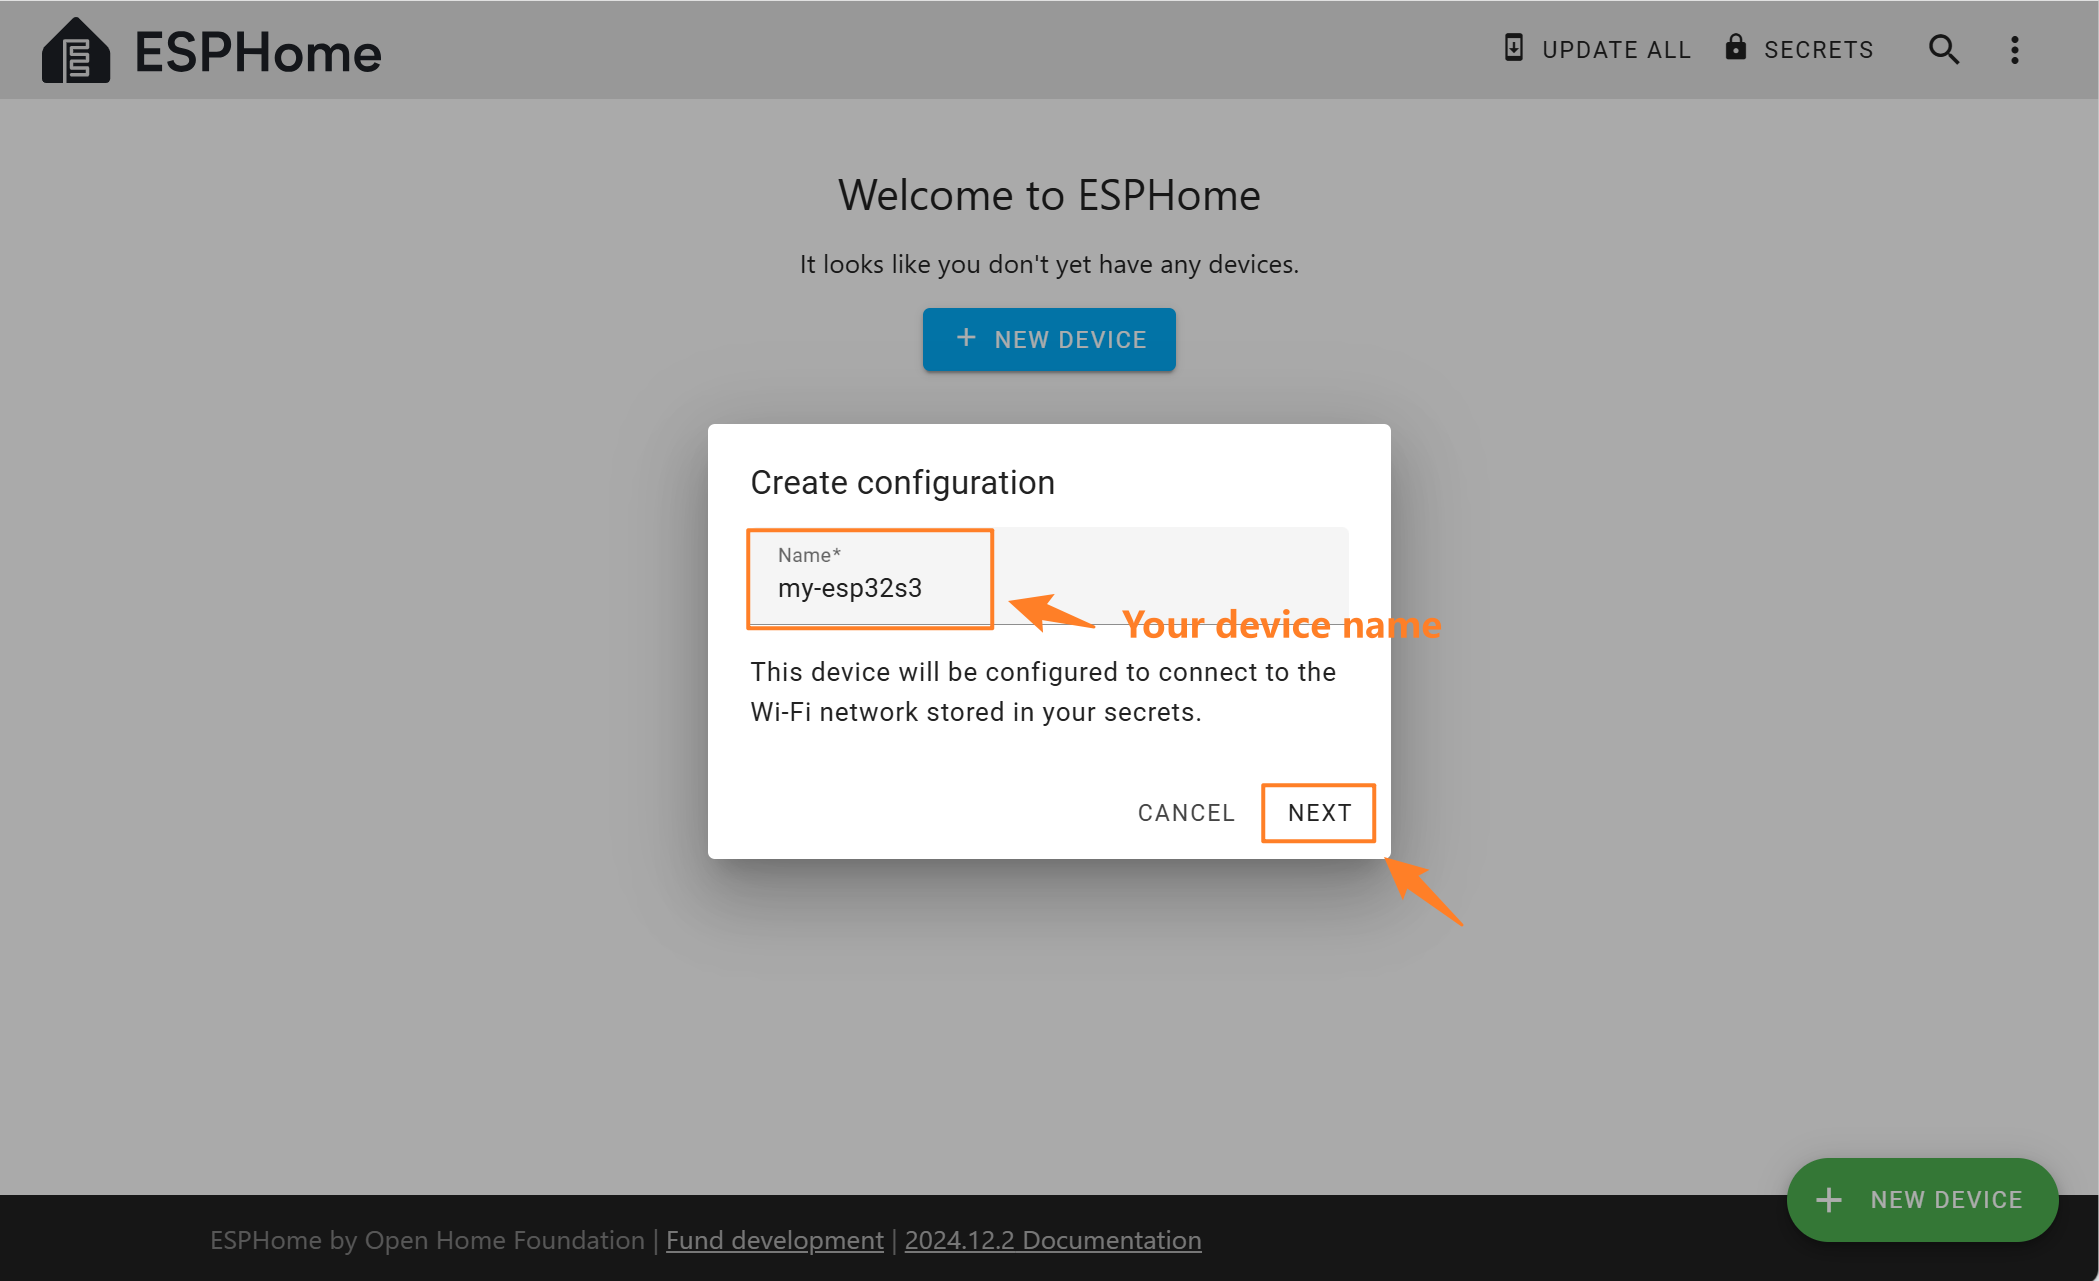 ESPHome
UPDATE ALL
SECRETS
Welcome to ESPHome
It looks like you don't yet have any devices.
+ NEW DEVICE
Create configuration
Name*
my-esp32s3
Your device name
This device will be configured to connect to the
Wi-Fi network stored in your secrets.
CANCEL
NEXT
+ NEW DEVICE
ESPHome by Open Home Foundation | Fund development | 2024.12.2 Documentation